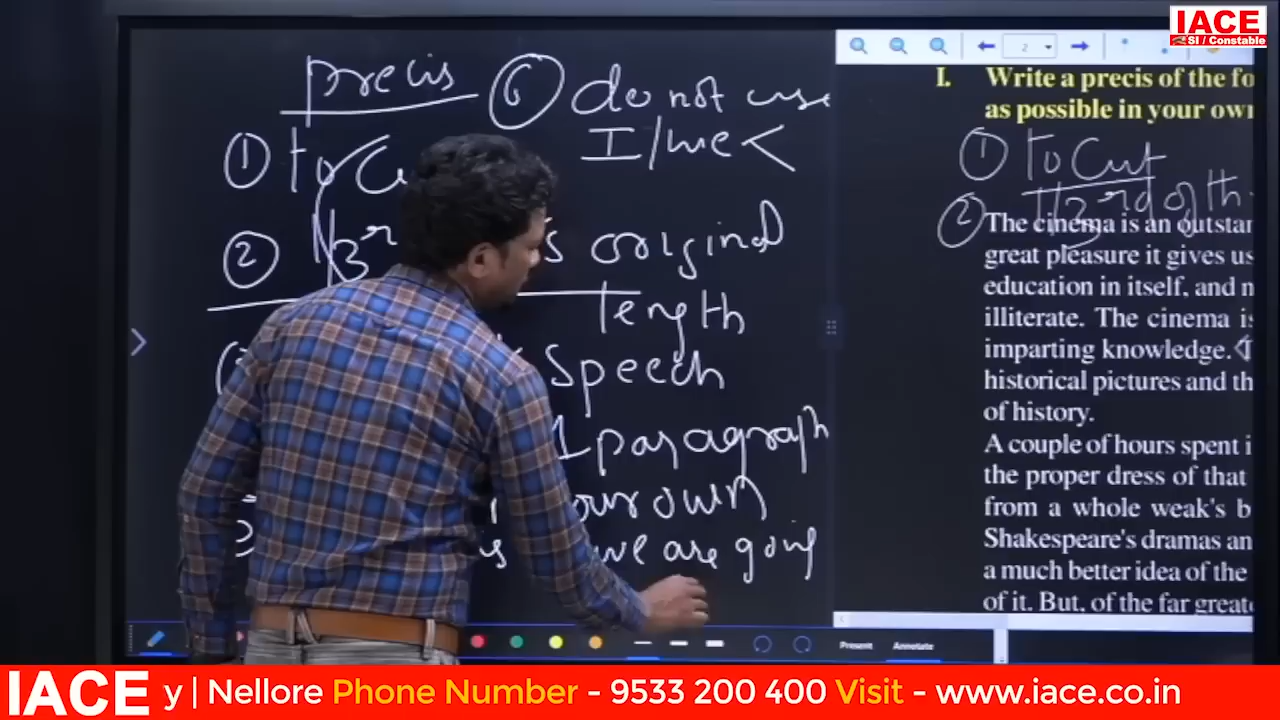 IACE
SI / Constable
precis
① to
② 1/3 original
length
Speech
1 paragraph
own
we are going
⑥ do not use
I/we <
2
I. Write a precis of the fo
as possible in your own
① to Cut
1/3 rd of th
② The cinema is an outstan
great pleasure it gives us
education in itself, and
illiterate. The cinema is
imparting knowledge.
historical pictures and th
of history.
A couple of hours spent i
the proper dress of that
from a whole weak's b
Shakespeare's dramas an
a much better idea of the
of it. But, of the far great
Present Annotate
IACE y | Nellore Phone Number - 9533 200 400 Visit - www.iace.co.in